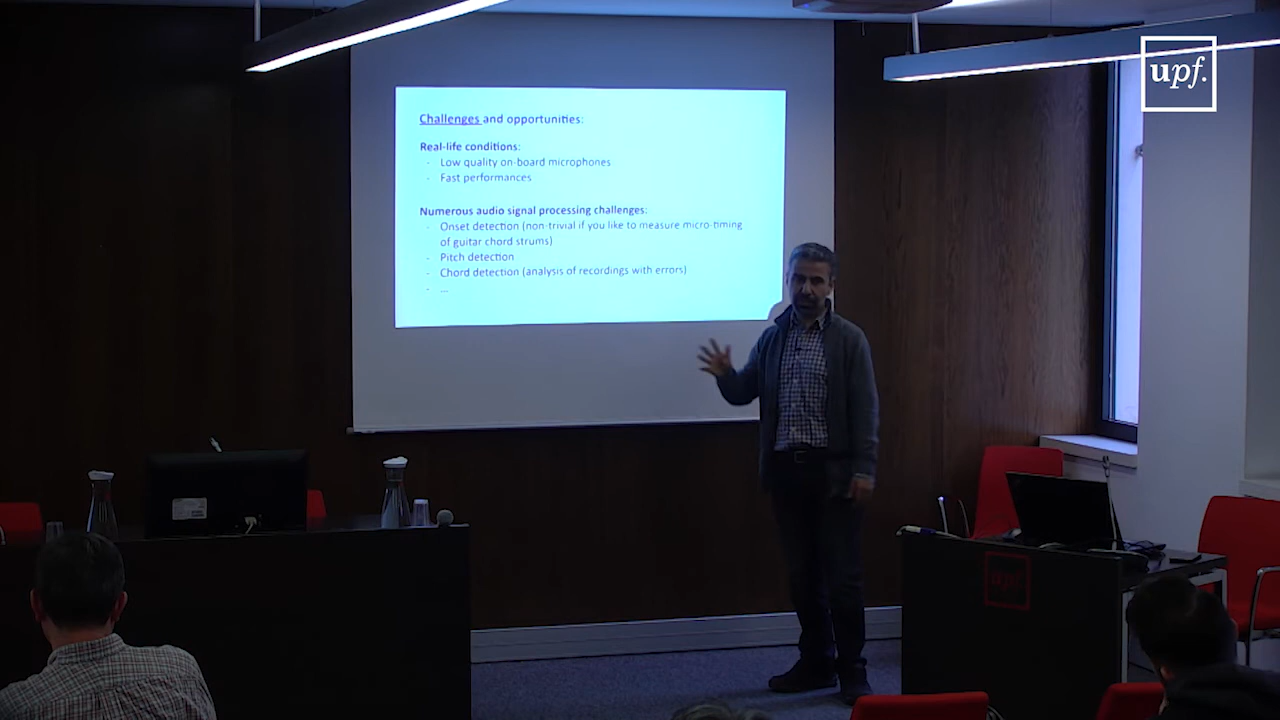 upf.
Challenges and opportunities:
Real-life conditions:
- Low quality on-board microphones
- Fast performances
Numerous audio signal processing challenges:
- Onset detection (non-trivial if you like to measure micro-timing
of guitar chord strums)
- Pitch detection
- Chord detection (analysis of recordings with errors)
- ...
upf.